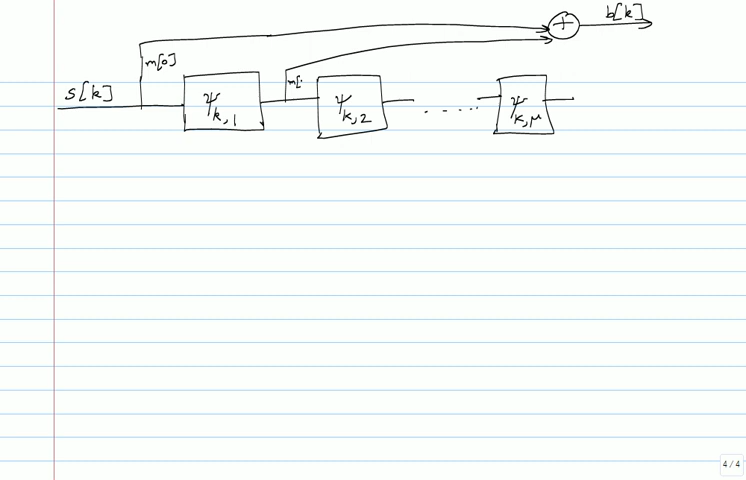 b[k]
m[0]
s[k]
m[.
ψk,1
ψk,2
. . . . . .
ψk,μ
4 / 4